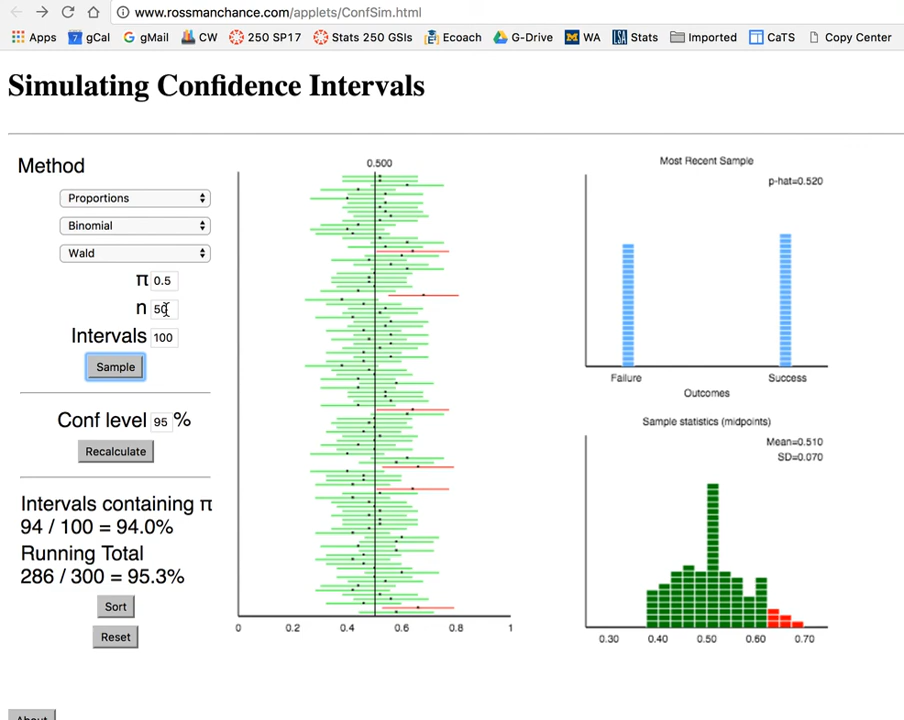 www.rossmanchance.com/applets/ConfSim.html
Apps 7 gCal G gMail CW 250 SP17 Stats 250 GSIs Ecoach G-Drive WA LSA Stats Imported CaTS Copy Center
Simulating Confidence Intervals
Method
Proportions
Binomial
Wald
π 0.5
n 50
Intervals 100
Sample
Conf level 95 %
Recalculate
Intervals containing π
94 / 100 = 94.0%
Running Total
286 / 300 = 95.3%
Sort
Reset
About
0.500
0 0.2 0.4 0.6 0.8 1
Most Recent Sample
p-hat=0.520
Failure Success
Outcomes
Sample statistics (midpoints)
Mean=0.510
SD=0.070
0.30 0.40 0.50 0.60 0.70